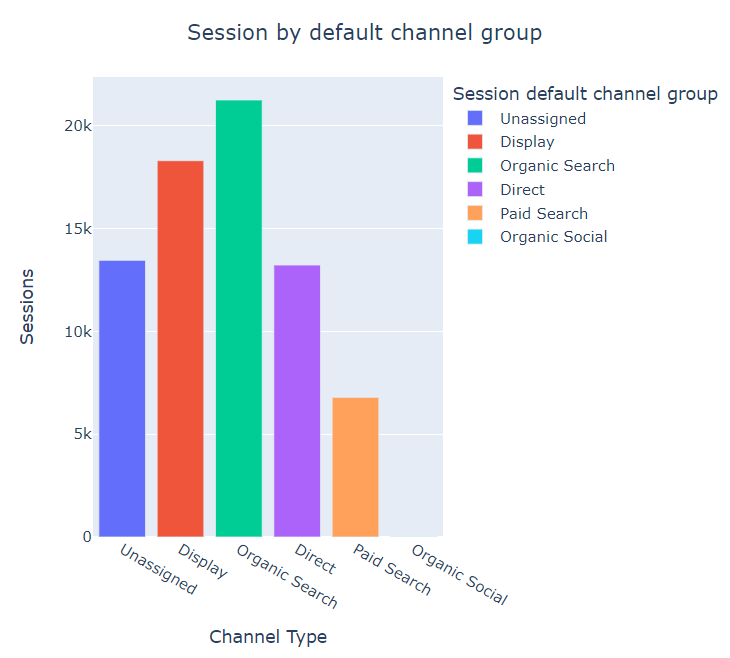 Session by default channel group
Session default channel group
Unassigned
Display
Organic Search
Direct
Paid Search
Organic Social
20k
15k
10k
5k
0
Sessions
Unassigned
Display
Organic Search
Direct
Paid Search
Organic Social
Channel Type